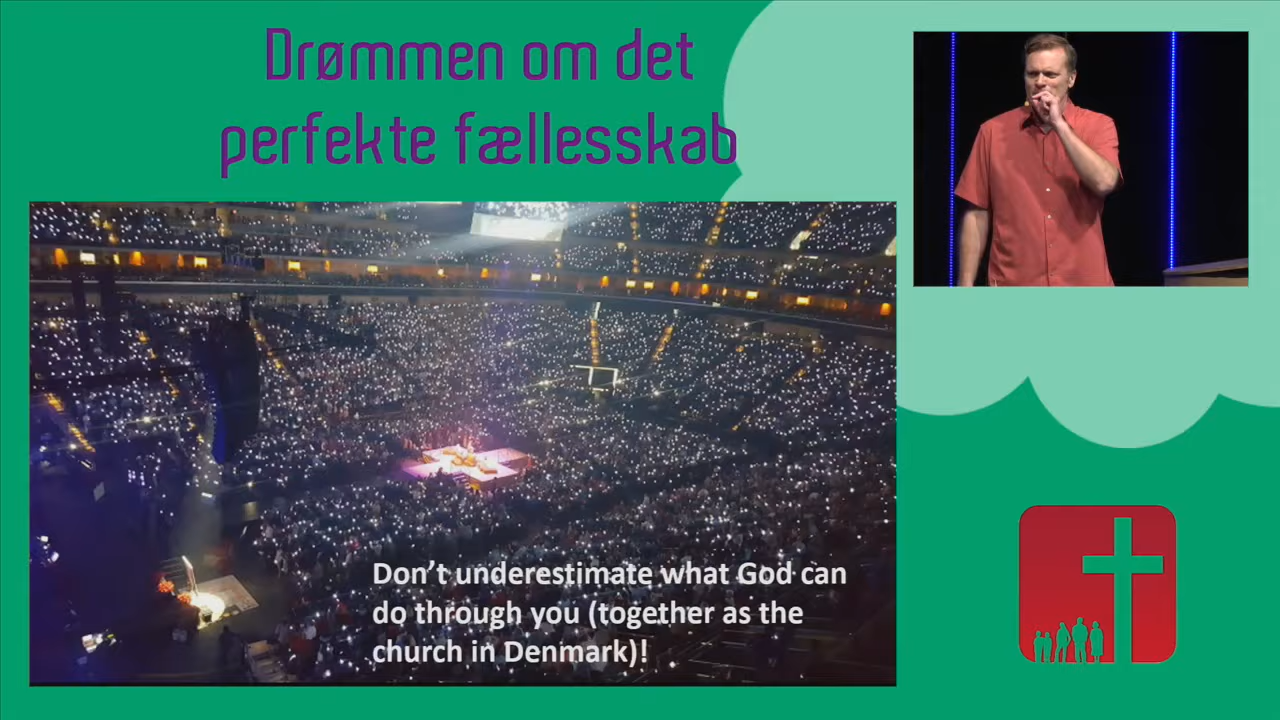 Drømmen om det
perfekte fællesskab
Don't underestimate what God can
do through you (together as the
church in Denmark)!